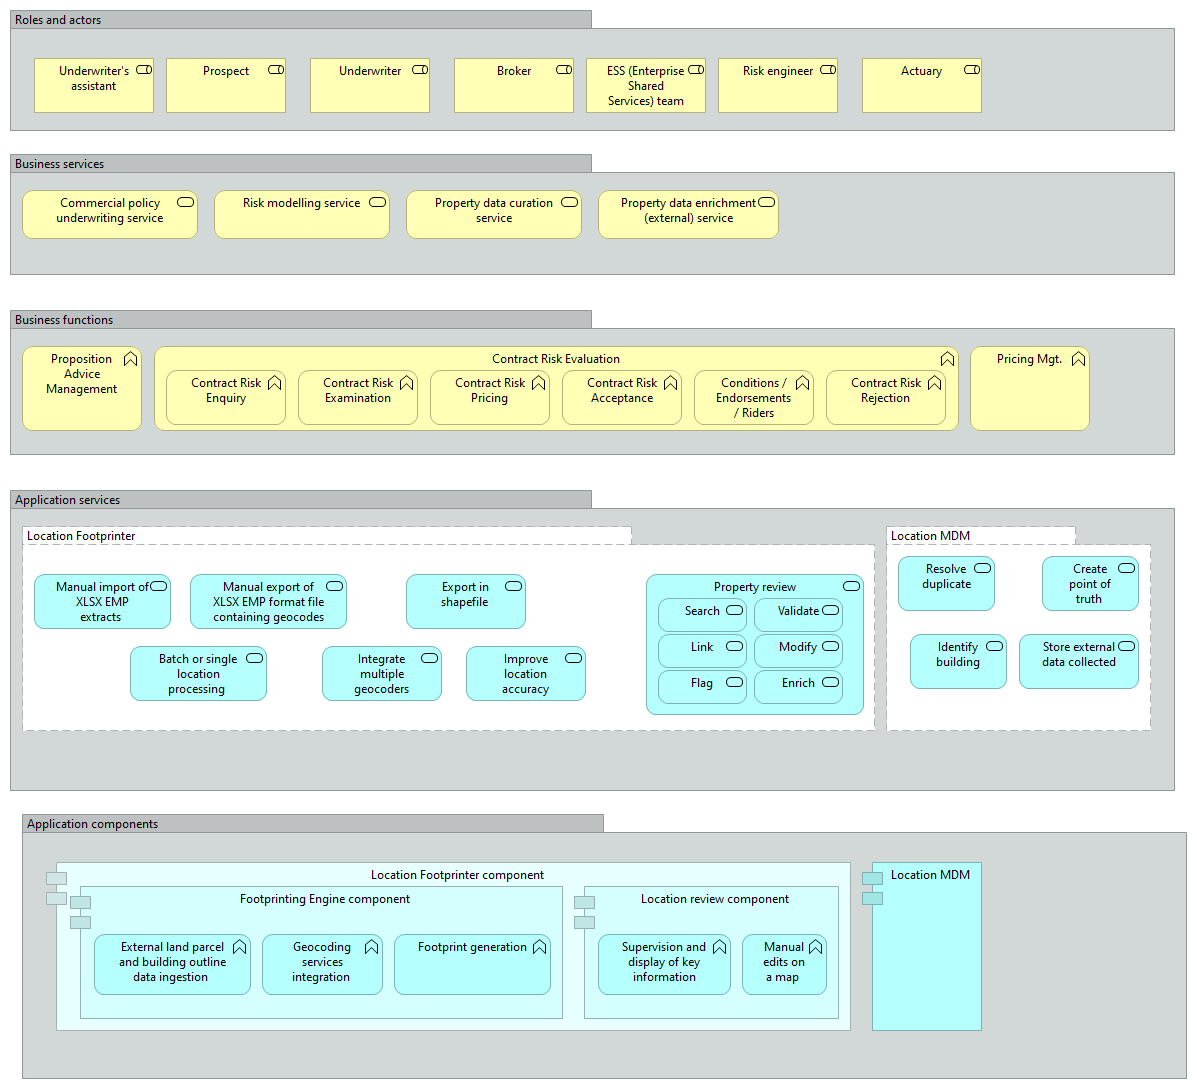 Roles and actors
Underwriter's
assistant
Prospect
Underwriter
Broker
ESS (Enterprise
Shared
Services) team
Risk engineer
Actuary
Business services
Commercial policy
underwriting service
Risk modelling service
Property data curation
service
Property data enrichment
(external) service
Business functions
Proposition
Advice
Management
Contract Risk Evaluation
Contract Risk
Enquiry
Contract Risk
Examination
Contract Risk
Pricing
Contract Risk
Acceptance
Conditions /
Endorsements
/ Riders
Contract Risk
Rejection
Pricing Mgt.
Application services
Location Footprinter
Manual import of
XLSX EMP
extracts
Manual export of
XLSX EMP format file
containing geocodes
Export in
shapefile
Batch or single
location
processing
Integrate
multiple
geocoders
Improve
location
accuracy
Property review
Search
Validate
Link
Modify
Flag
Enrich
Location MDM
Resolve
duplicate
Create
point of
truth
Identify
building
Store external
data collected
Application components
Location Footprinter component
Footprinting Engine component
External land parcel
and building outline
data ingestion
Geocoding
services
integration
Footprint generation
Location review component
Supervision and
display of key
information
Manual
edits on
a map
Location MDM